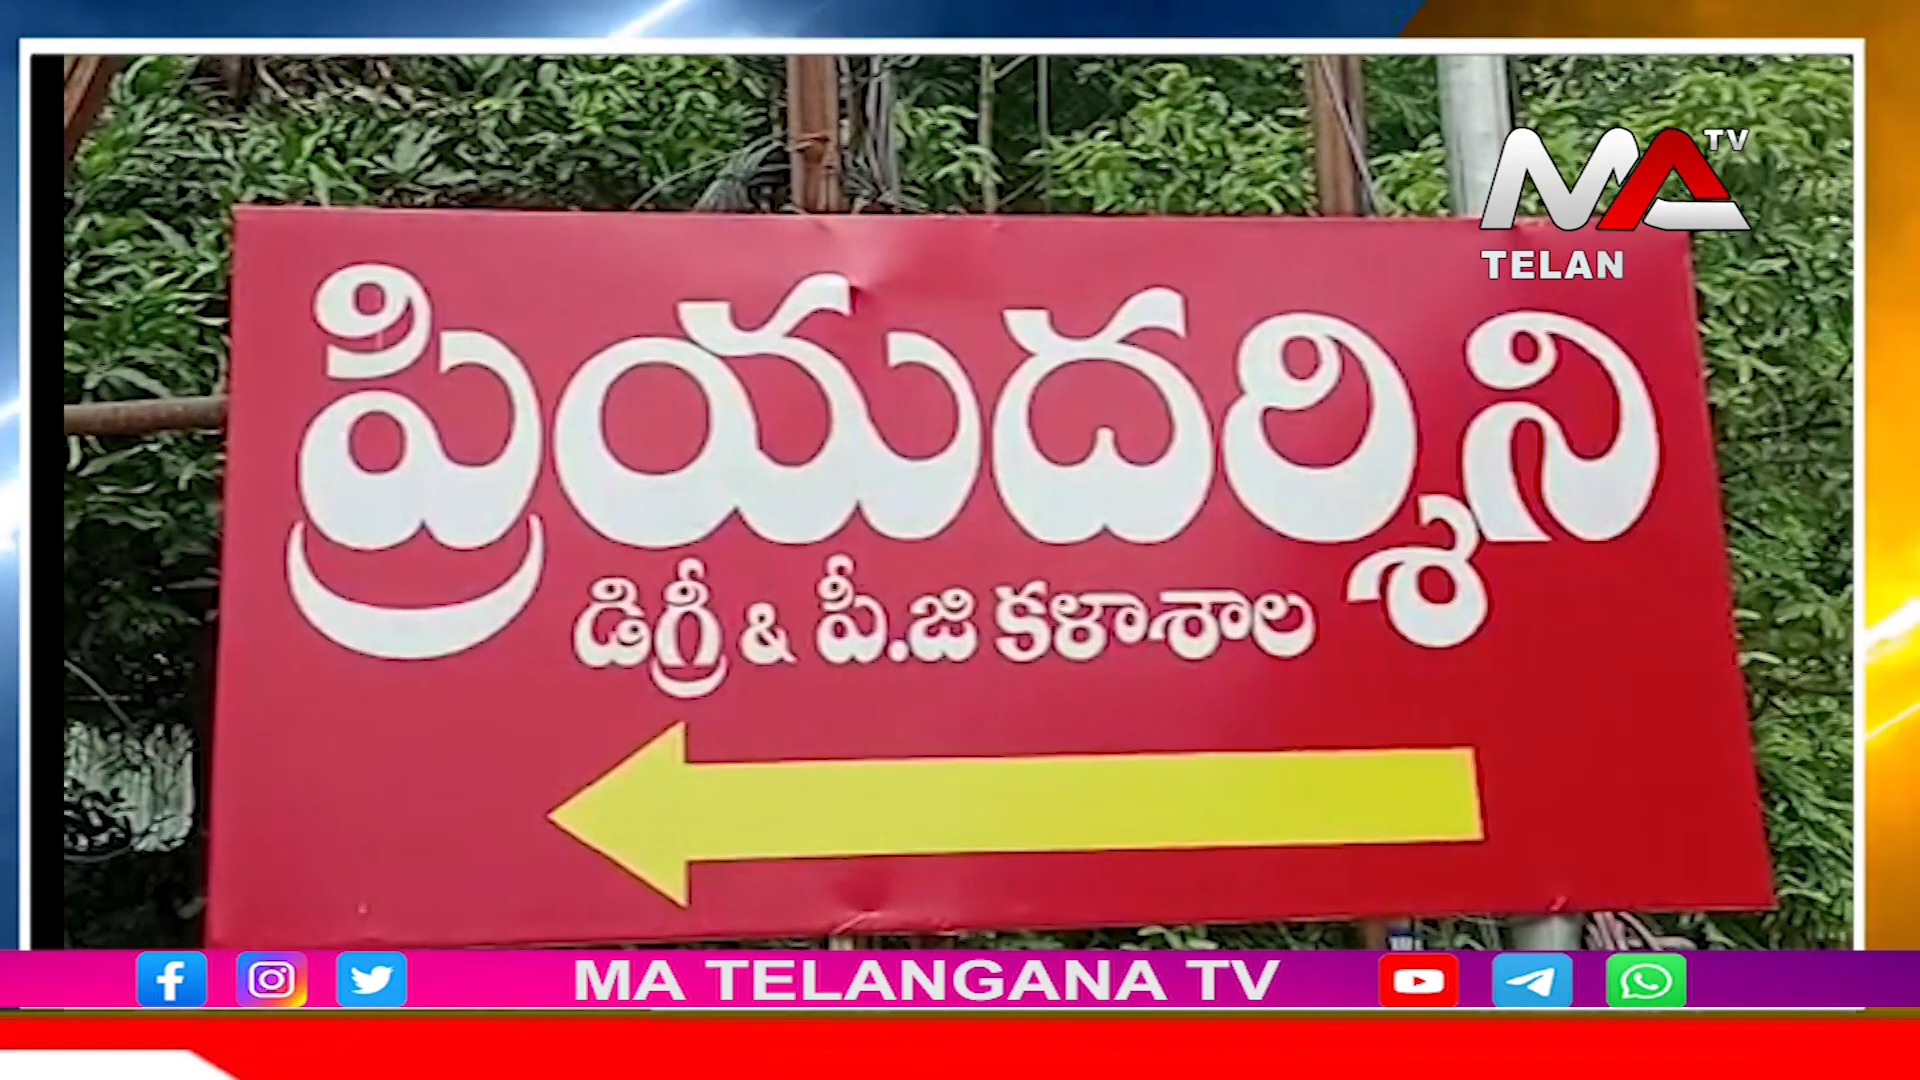 MA TV
TELAN
ప్రియదర్శిని
డిగ్రీ & పీ.జి కళాశాల
MA TELANGANA TV